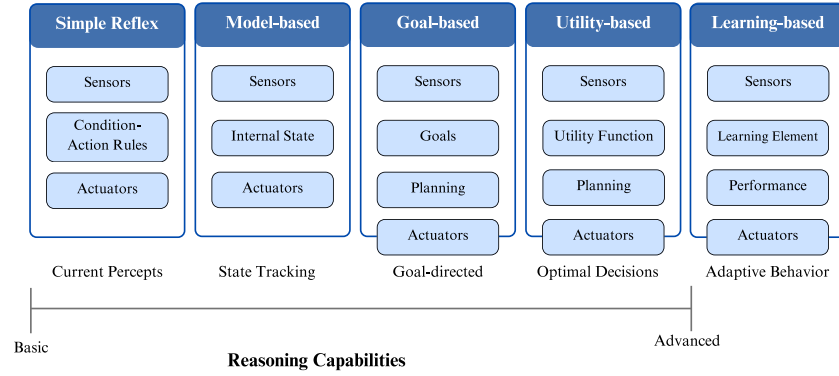 Simple Reflex
Sensors
Condition-
Action Rules
Actuators
Current Percepts
Model-based
Sensors
Internal State
Actuators
State Tracking
Goal-based
Sensors
Goals
Planning
Actuators
Goal-directed
Utility-based
Sensors
Utility Function
Planning
Actuators
Optimal Decisions
Learning-based
Sensors
Learning Element
Performance
Actuators
Adaptive Behavior
Basic
Advanced
Reasoning Capabilities